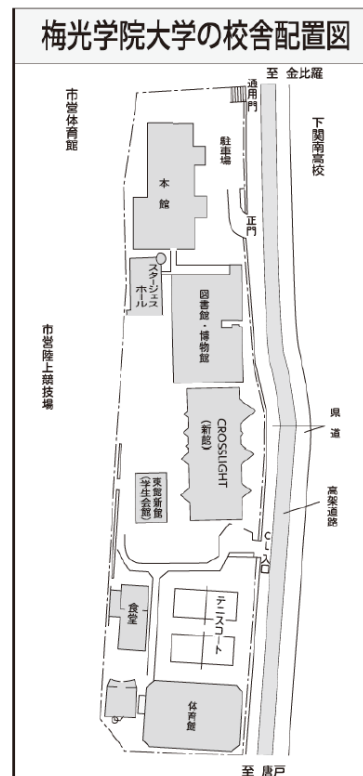 梅光学院大学の校舎配置図
至 金比羅
通用門
市営体育館
駐車場
下関南高校
本館
正門
スタージェス
ホール
図書館・博物館
市営陸上競技場
CROSSLIGHT
(新館)
県道
東館新館
(学生会館)
高架道路
CL入口
テニスコート
食堂
体育館
至 唐戸